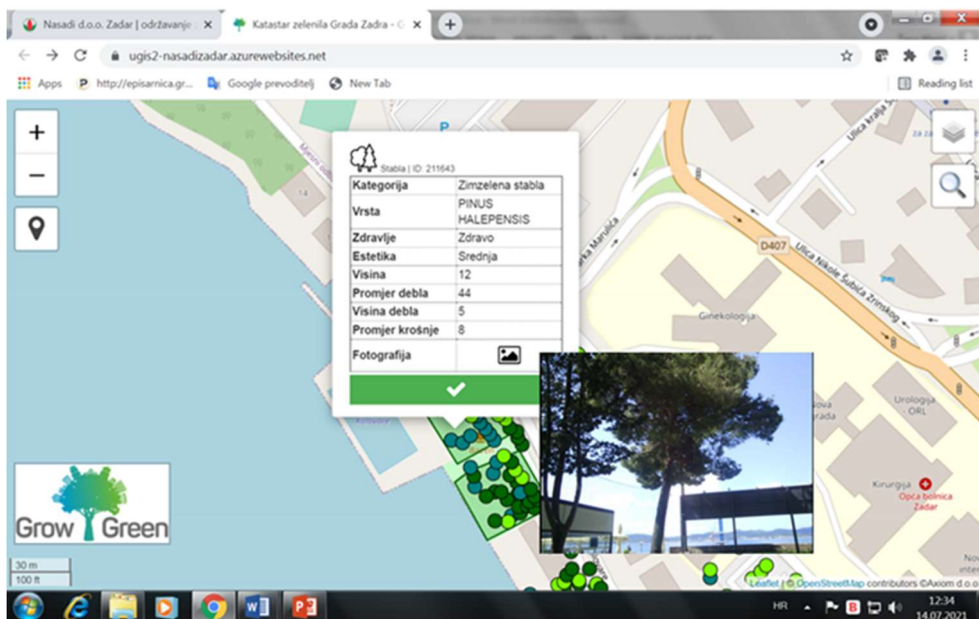 Nasadi d.o.o. Zadar | održavanje
Katastar zelenila Grada Zadra - G
ugis2-nasadizadar.azurewebsites.net
Apps
http://episarnica.gr...
Google prevoditelj
New Tab
Reading list
+
−
P
Stabla | ID: 211643
Kategorija Zimzelena stabla
Vrsta PINUS HALEPENSIS
Zdravlje Zdravo
Estetika Srednja
Visina 12
Promjer debla 44
Visina debla 5
Promjer krošnje 8
Fotografija
14
Ulica kralja
D407
Ulica Nikole Šubića Zrinskog
Ginekologija
Urologija
- ORL
Kirurgija
Opća bolnica
Zadar
Grow Green
30 m
100 ft
Leaflet | © OpenStreetMap contributors ©Axiom d.o.o
HR
12:34
14.07.2021